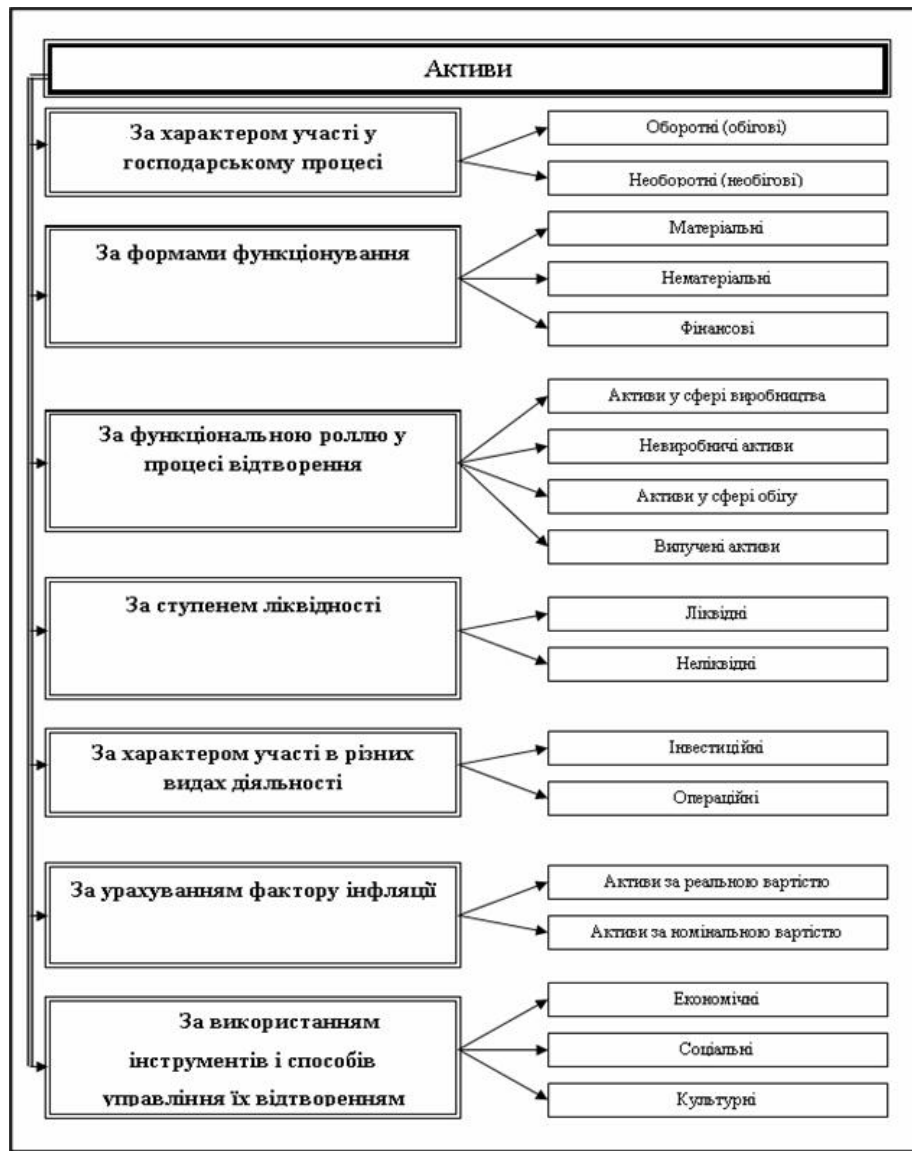 Активи
За характером участі у
господарському процесі
Оборотні (обігові)
Необоротні (необігові)
За формами функціонування
Матеріальні
Нематеріальні
Фінансові
За функціональною роллю у
процесі відтворення
Активи у сфері виробництва
Невиробничі активи
Активи у сфері обігу
Вилучені активи
За ступенем ліквідності
Ліквідні
Неліквідні
За характером участі в різних
видах діяльності
Інвестиційні
Операційні
За урахуванням фактору інфляції
Активи за реальною вартістю
Активи за номінальною вартістю
За використанням
інструментів і способів
управління їх відтворенням
Економічні
Соціальні
Культурні